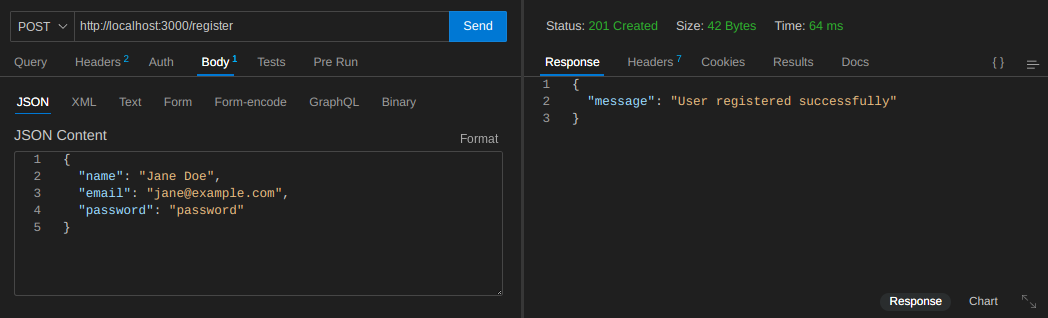 POST http://localhost:3000/register Send
Query Headers 2 Auth Body 1 Tests Pre Run
JSON XML Text Form Form-encode GraphQL Binary
JSON Content Format
1 {
2 "name": "Jane Doe",
3 "email": "jane@example.com",
4 "password": "password"
5 }
Status: 201 Created Size: 42 Bytes Time: 64 ms
Response Headers 7 Cookies Results Docs { }
1 {
2 "message": "User registered successfully"
3 }
Response Chart